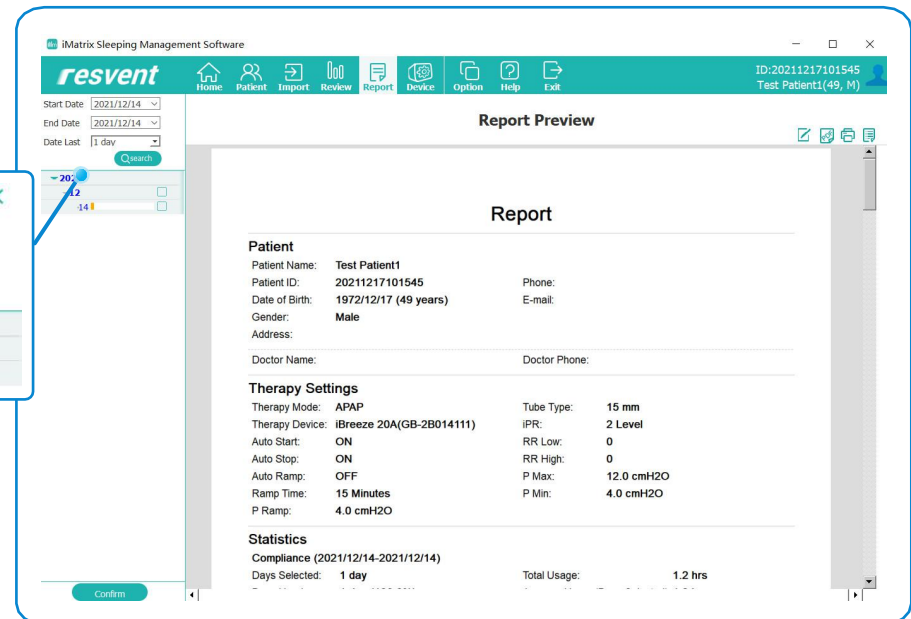 iMatrix Sleeping Management Software
resvent
Home Patient Import Review Report Device Option Help Exit
ID:20211217101545
Test Patient1(49, M)
Start Date 2021/12/14
End Date 2021/12/14
Date Last 1 day
Qsearch
12
14
Confirm
Report Preview
Report
Patient
Patient Name: Test Patient1
Patient ID: 20211217101545 Phone:
Date of Birth: 1972/12/17 (49 years) E-mail:
Gender: Male
Address:
Doctor Name: Doctor Phone:
Therapy Settings
Therapy Mode: APAP Tube Type: 15 mm
Therapy Device: iBreeze 20A(GB-2B014111) iPR: 2 Level
Auto Start: ON RR Low: 0
Auto Stop: ON RR High: 0
Auto Ramp: OFF P Max: 12.0 cmH2O
Ramp Time: 15 Minutes P Min: 4.0 cmH2O
P Ramp: 4.0 cmH2O
Statistics
Compliance (2021/12/14-2021/12/14)
Days Selected: 1 day Total Usage: 1.2 hrs